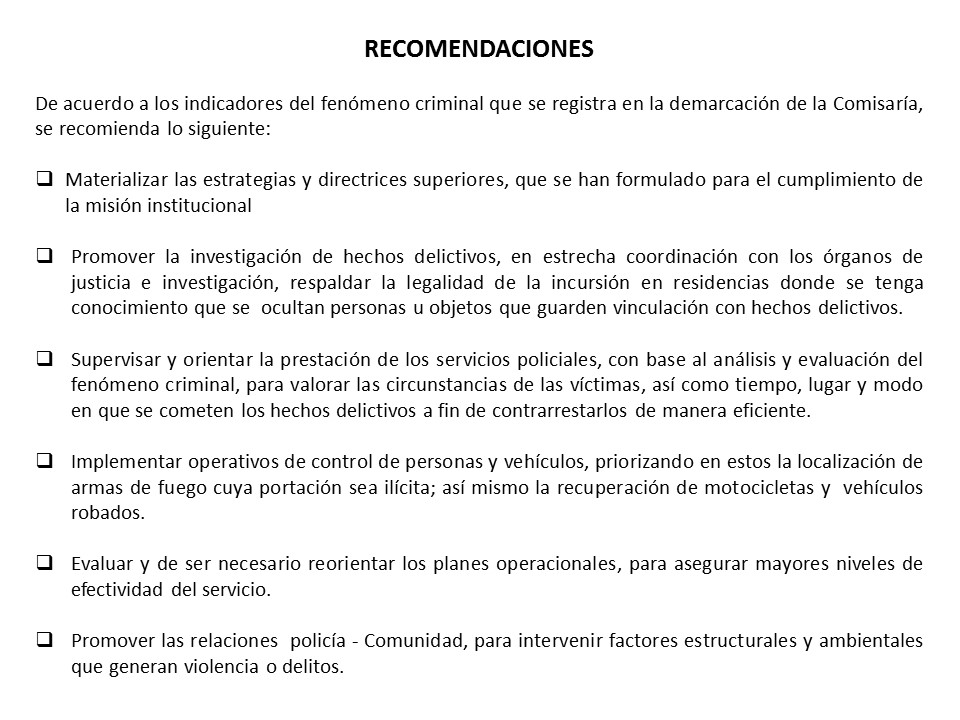 RECOMENDACIONES
De acuerdo a los indicadores del fenómeno criminal que se registra en la demarcación de la Comisaría,
se recomienda lo siguiente:
❑ Materializar las estrategias y directrices superiores, que se han formulado para el cumplimiento de
la misión institucional
❑ Promover la investigación de hechos delictivos, en estrecha coordinación con los órganos de
justicia e investigación, respaldar la legalidad de la incursión en residencias donde se tenga
conocimiento que se ocultan personas u objetos que guarden vinculación con hechos delictivos.
❑ Supervisar y orientar la prestación de los servicios policiales, con base al análisis y evaluación del
fenómeno criminal, para valorar las circunstancias de las víctimas, así como tiempo, lugar y modo
en que se cometen los hechos delictivos a fin de contrarrestarlos de manera eficiente.
❑ Implementar operativos de control de personas y vehículos, priorizando en estos la localización de
armas de fuego cuya portación sea ilícita; así mismo la recuperación de motocicletas y vehículos
robados.
❑ Evaluar y de ser necesario reorientar los planes operacionales, para asegurar mayores niveles de
efectividad del servicio.
❑ Promover las relaciones policía - Comunidad, para intervenir factores estructurales y ambientales
que generan violencia o delitos.